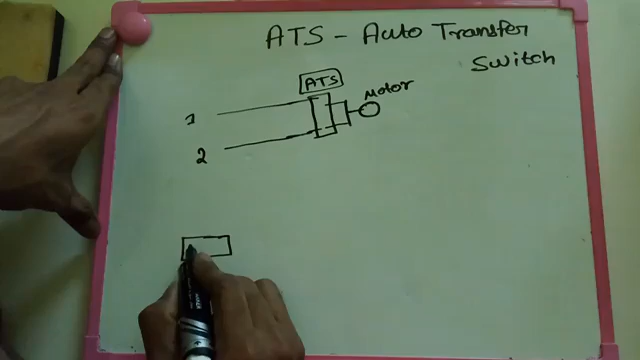 ATS - Auto Transfer
Switch
ATS
Motor
1
2